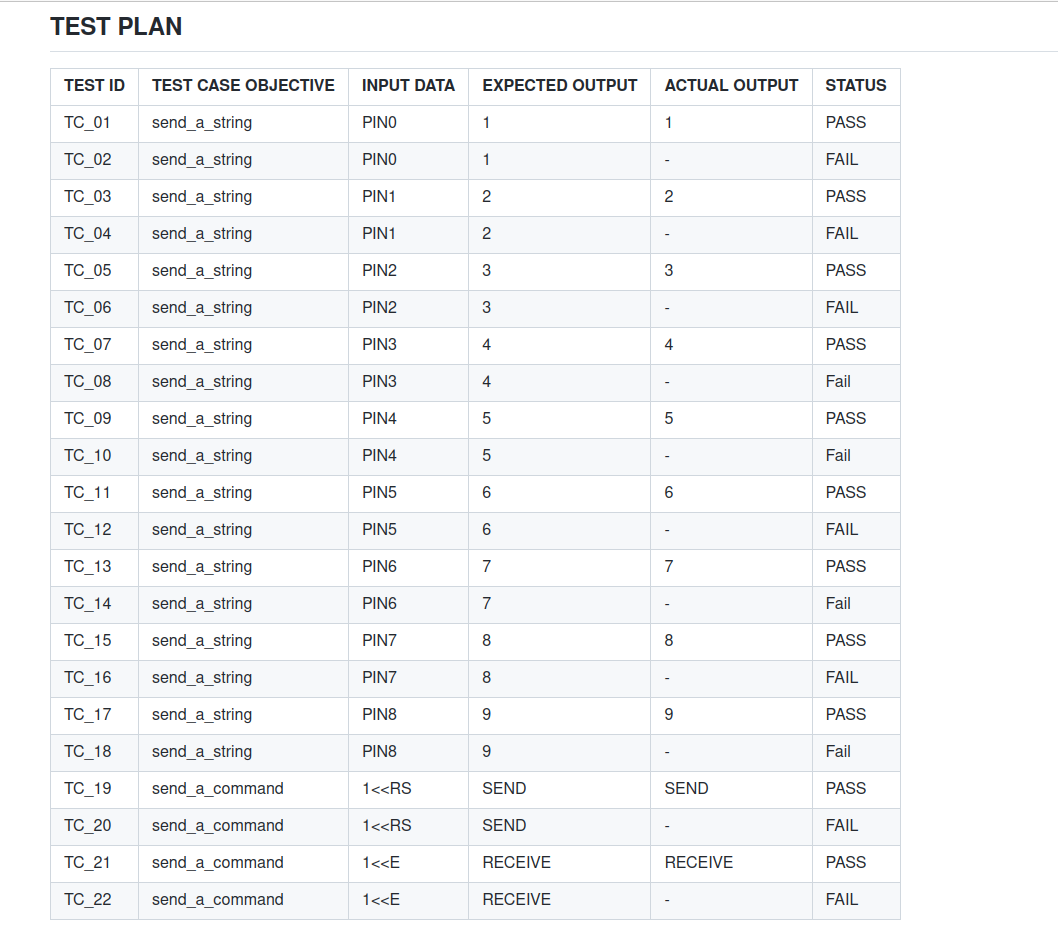 TEST PLAN
TEST ID TEST CASE OBJECTIVE INPUT DATA EXPECTED OUTPUT ACTUAL OUTPUT STATUS
TC_01 send_a_string PIN0 1 1 PASS
TC_02 send_a_string PIN0 1 - FAIL
TC_03 send_a_string PIN1 2 2 PASS
TC_04 send_a_string PIN1 2 - FAIL
TC_05 send_a_string PIN2 3 3 PASS
TC_06 send_a_string PIN2 3 - FAIL
TC_07 send_a_string PIN3 4 4 PASS
TC_08 send_a_string PIN3 4 - Fail
TC_09 send_a_string PIN4 5 5 PASS
TC_10 send_a_string PIN4 5 - Fail
TC_11 send_a_string PIN5 6 6 PASS
TC_12 send_a_string PIN5 6 - FAIL
TC_13 send_a_string PIN6 7 7 PASS
TC_14 send_a_string PIN6 7 - Fail
TC_15 send_a_string PIN7 8 8 PASS
TC_16 send_a_string PIN7 8 - FAIL
TC_17 send_a_string PIN8 9 9 PASS
TC_18 send_a_string PIN8 9 - Fail
TC_19 send_a_command 1<<RS SEND SEND PASS
TC_20 send_a_command 1<<RS SEND - FAIL
TC_21 send_a_command 1<<E RECEIVE RECEIVE PASS
TC_22 send_a_command 1<<E RECEIVE - FAIL